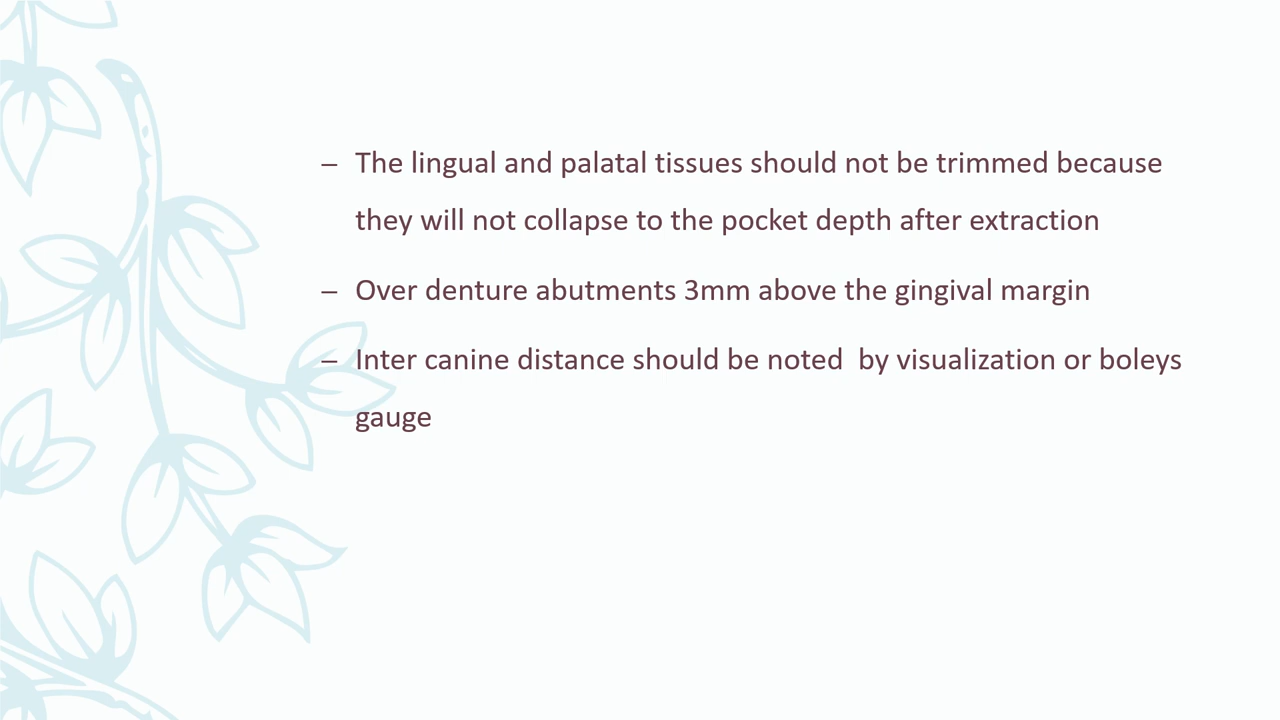 – The lingual and palatal tissues should not be trimmed because
they will not collapse to the pocket depth after extraction
– Over denture abutments 3mm above the gingival margin
– Inter canine distance should be noted  by visualization or boleys
gauge